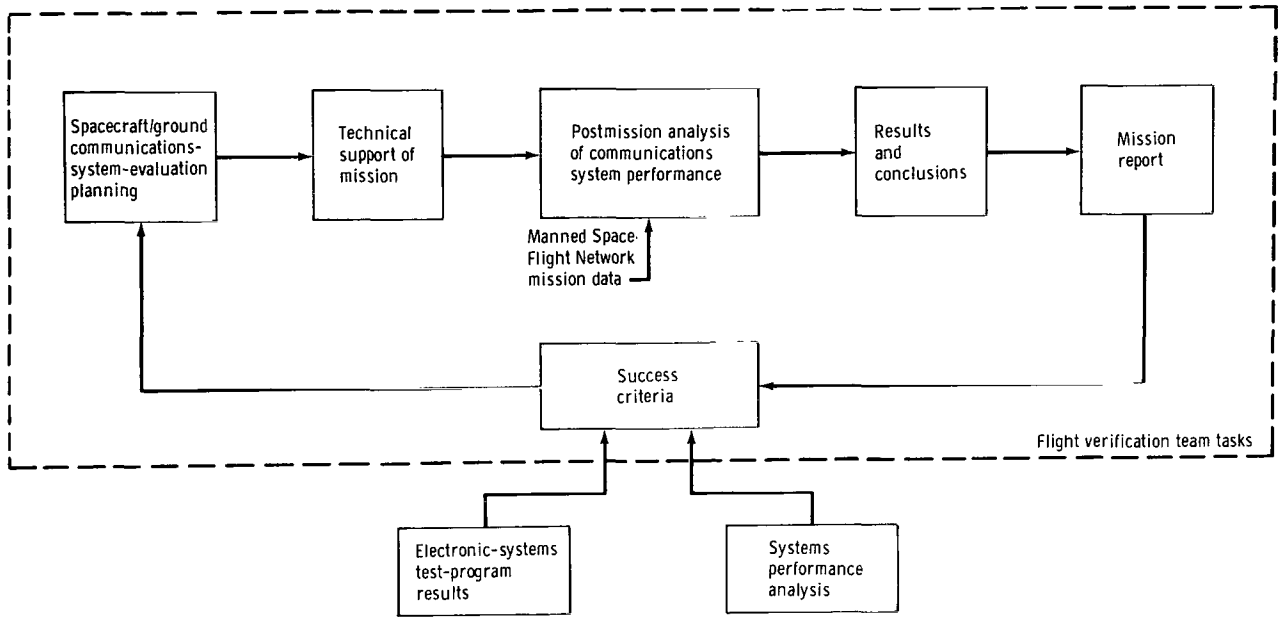 Spacecraft/ground
communications-
system-evaluation
planning
Technical
support of
mission
Postmission analysis
of communications
system performance
Results
and
conclusions
Mission
report
Manned Space
Flight Network
mission data
Success
criteria
Flight verification team tasks
Electronic-systems
test-program
results
Systems
performance
analysis